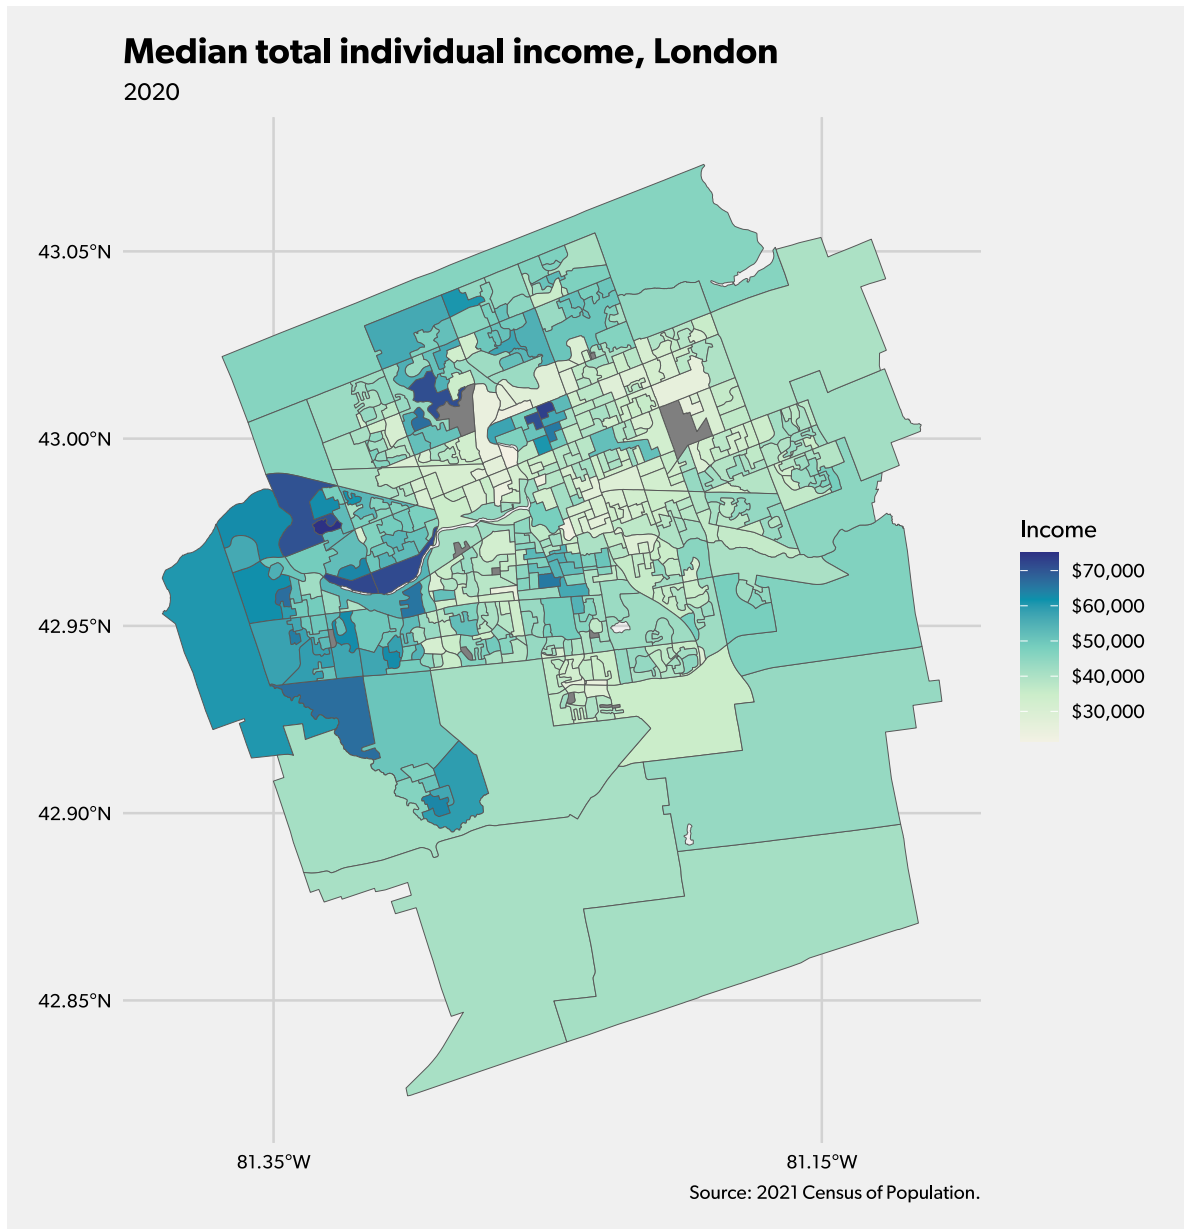 Median total individual income, London
2020
43.05°N
43.00°N
42.95°N
42.90°N
42.85°N
81.35°W
81.15°W
Income
$70,000
$60,000
$50,000
$40,000
$30,000
Source: 2021 Census of Population.